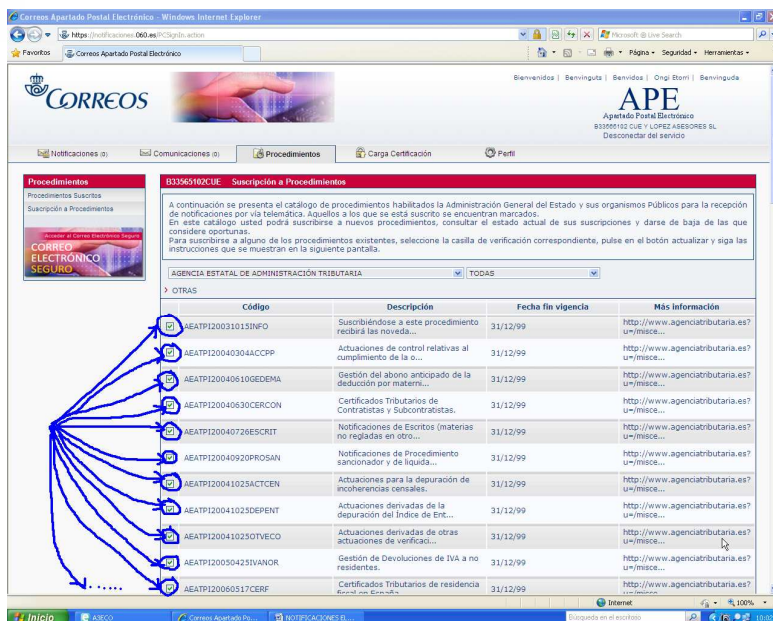 Correos Apartado Postal Electrónico - Windows Internet Explorer
https://notificaciones.060.es/PCSignIn.action
Microsoft @ Live Search
Favoritos
Correos Apartado Postal Electrónico
Página
Seguridad
Herramientas
CORREOS
Bienvenidos | Benvinguts | Benvidos | Ongi Etorri | Benvinguda
APE
Apartado Postal Electrónico
B33565102 CUE Y LOPEZ ASESORES SL
Desconectar del servicio
Notificaciones (0)
Comunicaciones (0)
Procedimientos
Carga Certificación
Perfil
Procedimientos
Procedimientos Suscritos
Suscripción a Procedimientos
Acceder al Correo Electrónico Seguro
CORREO
ELECTRÓNICO
SEGURO
B33565102CUE Suscripción a Procedimientos
A continuación se presenta el catálogo de procedimientos habilitados la Administración General del Estado y sus organismos Públicos para la recepción
de notificaciones por vía telemática. Aquellos a los que se está suscrito se encuentran marcados.
En este catálogo usted podrá suscribirse a nuevos procedimientos, consultar el estado actual de sus suscripciones y darse de baja de las que
considere oportunas.
Para suscribirse a alguno de los procedimientos existentes, seleccione la casilla de verificación correspondiente, pulse en el botón actualizar y siga las
instrucciones que se muestran en la siguiente pantalla.
AGENCIA ESTATAL DE ADMINISTRACIÓN TRIBUTARIA
TODAS
> OTRAS
Código Descripción Fecha fin vigencia Más información
AEATPI20031015INFO Suscribiéndose a este procedimiento recibirá las noveda... 31/12/99 http://www.agenciatributaria.es?u=/misce...
AEATPI20040304ACCPP Actuaciones de control relativas al cumplimiento de la o... 31/12/99 http://www.agenciatributaria.es?u=/misce...
AEATPI20040610GEDEMA Gestión del abono anticipado de la deducción por materni... 31/12/99 http://www.agenciatributaria.es?u=/misce...
AEATPI20040630CERCON Certificados Tributarios de Contratistas y Subcontratistas. 31/12/99 http://www.agenciatributaria.es?u=/misce...
AEATPI20040726ESCRIT Notificaciones de Escritos (materias no regladas en otro... 31/12/99 http://www.agenciatributaria.es?u=/misce...
AEATPI20040920PROSAN Notificaciones de Procedimiento sancionador y de liquida... 31/12/99 http://www.agenciatributaria.es?u=/misce...
AEATPI20041025ACTCEN Actuaciones para la depuración de incoherencias censales. 31/12/99 http://www.agenciatributaria.es?u=/misce...
AEATPI20041025DEPENT Actuaciones derivadas de la depuración del Índice de Ent... 31/12/99 http://www.agenciatributaria.es?u=/misce...
AEATPI20041025OTVECO Actuaciones derivadas de otras actuaciones de verificaci... 31/12/99 http://www.agenciatributaria.es?u=/misce...
AEATPI20050425IVANOR Gestión de Devoluciones de IVA a no residentes. 31/12/99 http://www.agenciatributaria.es?u=/misce...
AEATPI20060517CERF Certificados Tributarios de residencia fiscal en España 31/12/99 http://www.agenciatributaria.es?
Internet
100%
Inicio
A3ECO
Correos Apartado Po...
NOTIFICACIONES EL...
Búsqueda en el escritorio
10:02